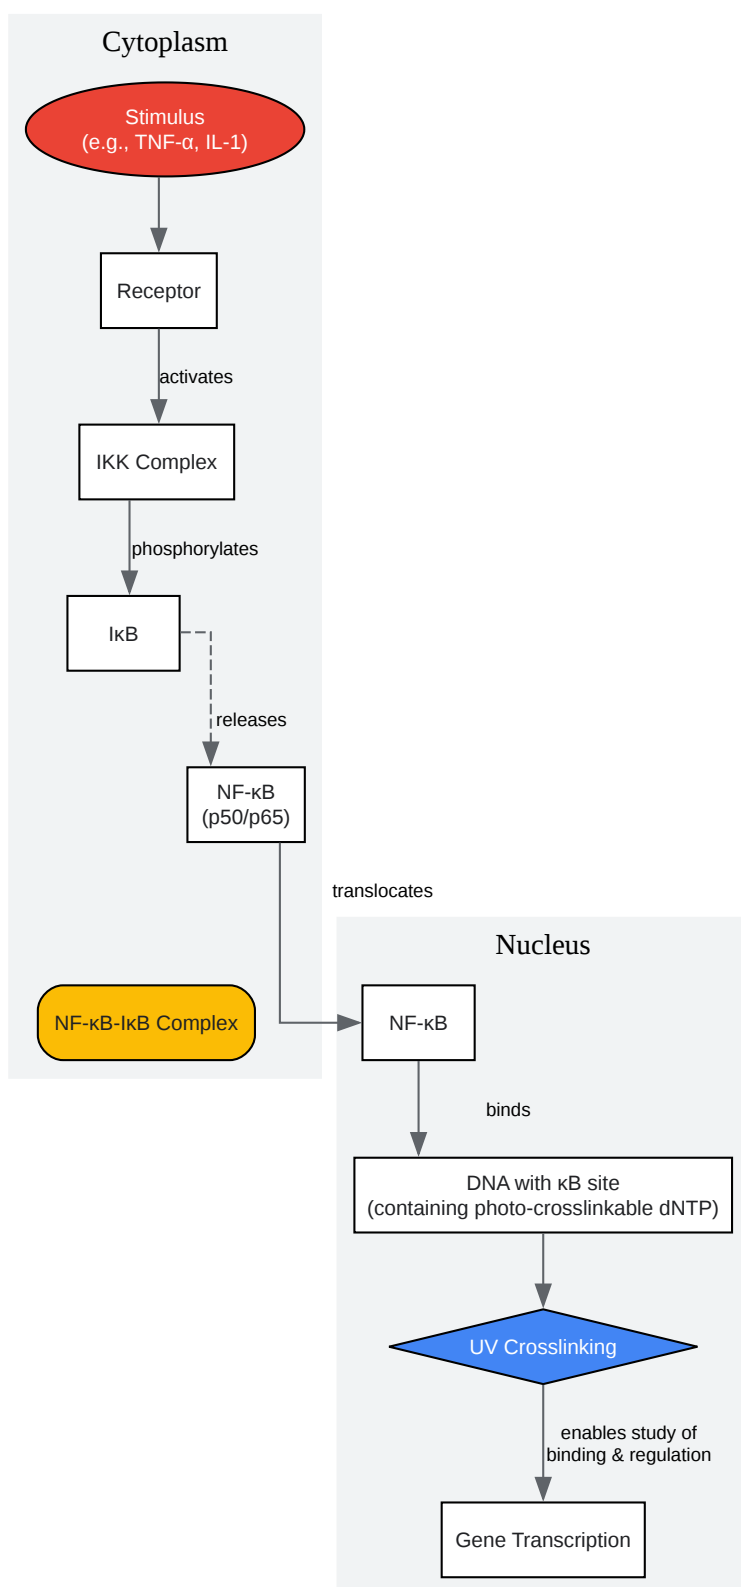 Cytoplasm
Stimulus
(e.g., TNF-α, IL-1)
Receptor
activates
IKK Complex
phosphorylates
IκB
releases
NF-κB
(p50/p65)
translocates
Nucleus
NF-κB-IκB Complex
NF-κB
binds
DNA with κB site
(containing photo-crosslinkable dNTP)
UV Crosslinking
enables study of
binding & regulation
Gene Transcription